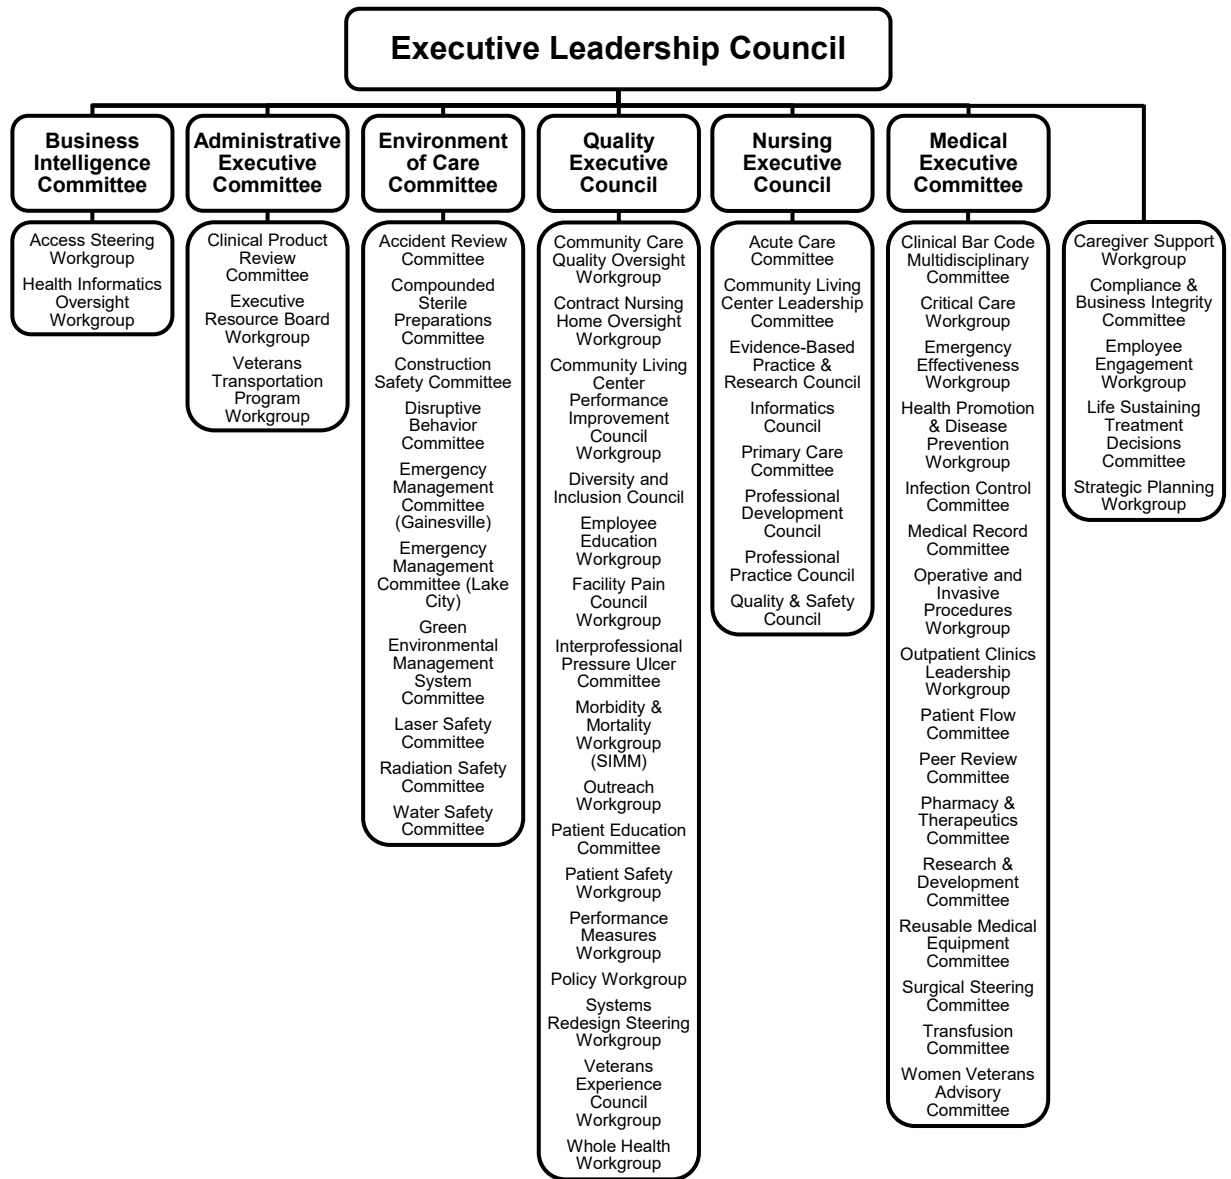 Executive Leadership Council
Business
Intelligence
Committee
Administrative
Executive
Committee
Environment
of Care
Committee
Quality
Executive
Council
Nursing
Executive
Council
Medical
Executive
Committee
Access Steering
Workgroup
Health Informatics
Oversight
Workgroup
Clinical Product
Review
Committee
Executive
Resource Board
Workgroup
Veterans
Transportation
Program
Workgroup
Accident Review
Committee
Compounded
Sterile
Preparations
Committee
Construction
Safety Committee
Disruptive
Behavior
Committee
Emergency
Management
Committee
(Gainesville)
Emergency
Management
Committee (Lake
City)
Green
Environmental
Management
System
Committee
Laser Safety
Committee
Radiation Safety
Committee
Water Safety
Committee
Community Care
Quality Oversight
Workgroup
Contract Nursing
Home Oversight
Workgroup
Community Living
Center
Performance
Improvement
Council
Workgroup
Diversity and
Inclusion Council
Employee
Education
Workgroup
Facility Pain
Council
Workgroup
Interprofessional
Pressure Ulcer
Committee
Morbidity &
Mortality
Workgroup
(SIMM)
Outreach
Workgroup
Patient Education
Committee
Patient Safety
Workgroup
Performance
Measures
Workgroup
Policy Workgroup
Systems
Redesign Steering
Workgroup
Veterans
Experience
Council
Workgroup
Whole Health
Workgroup
Acute Care
Committee
Community Living
Center Leadership
Committee
Evidence-Based
Practice &
Research Council
Informatics
Council
Primary Care
Committee
Professional
Development
Council
Professional
Practice Council
Quality & Safety
Council
Clinical Bar Code
Multidisciplinary
Committee
Critical Care
Workgroup
Emergency
Effectiveness
Workgroup
Health Promotion
& Disease
Prevention
Workgroup
Infection Control
Committee
Medical Record
Committee
Operative and
Invasive
Procedures
Workgroup
Outpatient Clinics
Leadership
Workgroup
Patient Flow
Committee
Peer Review
Committee
Pharmacy &
Therapeutics
Committee
Research &
Development
Committee
Reusable Medical
Equipment
Committee
Surgical Steering
Committee
Transfusion
Committee
Women Veterans
Advisory
Committee
Caregiver Support
Workgroup
Compliance &
Business Integrity
Committee
Employee
Engagement
Workgroup
Life Sustaining
Treatment
Decisions
Committee
Strategic Planning
Workgroup